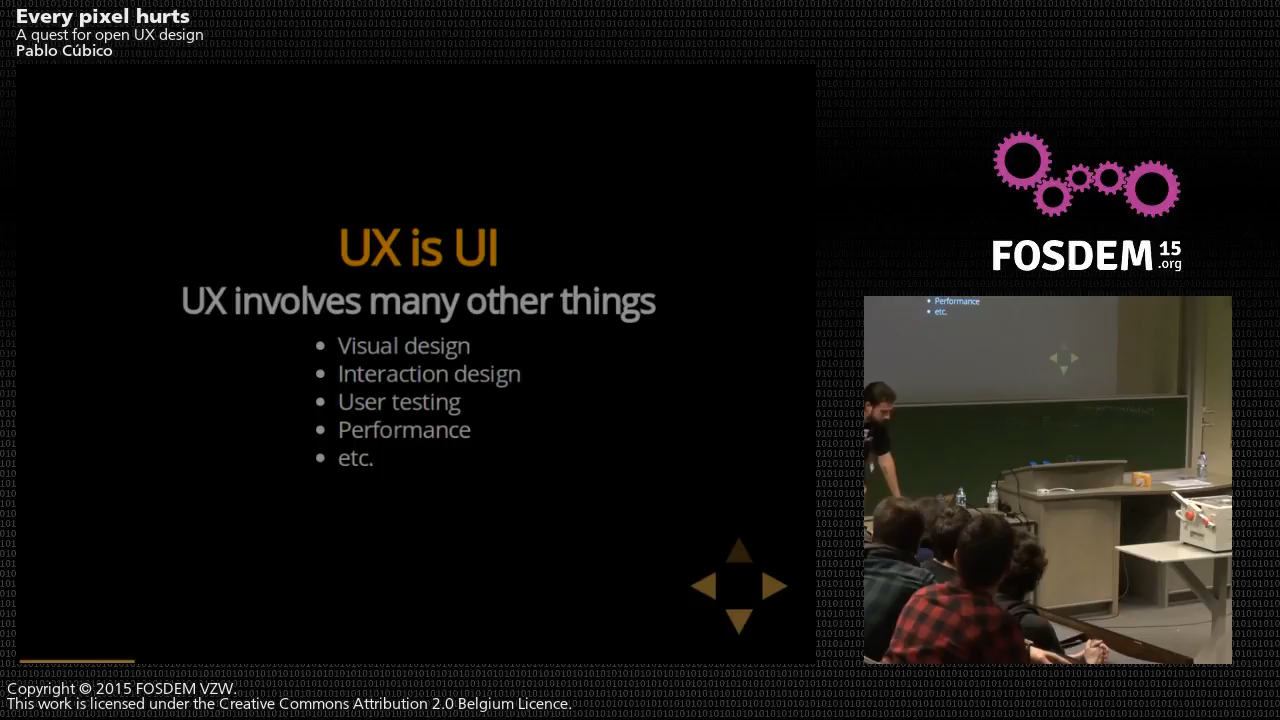 Every pixel hurts
A quest for open UX design
Pablo Cúbico
UX is UI
UX involves many other things
• Visual design
• Interaction design
• User testing
• Performance
• etc.
FOSDEM 15
.org
• Performance
• etc.
Copyright © 2015 FOSDEM VZW.
This work is licensed under the Creative Commons Attribution 2.0 Belgium Licence.